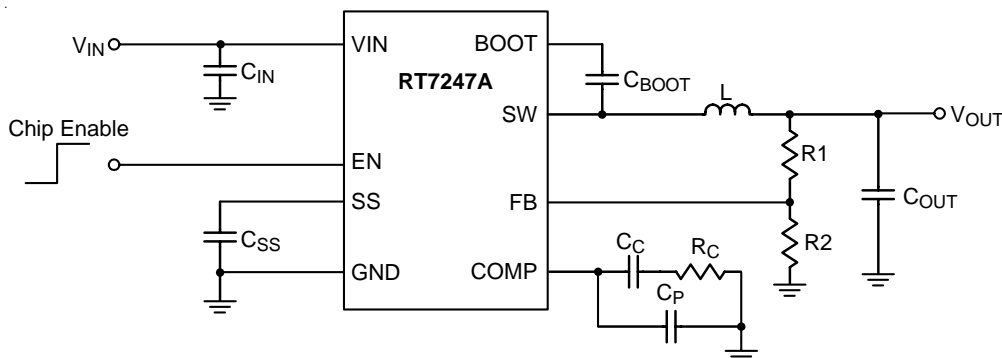 VIN
VIN
BOOT
CIN
RT7247A
CBOOT
L
SW
VOUT
Chip Enable
R1
EN
SS
FB
COUT
CSS
R2
CC
RC
GND
COMP
CP